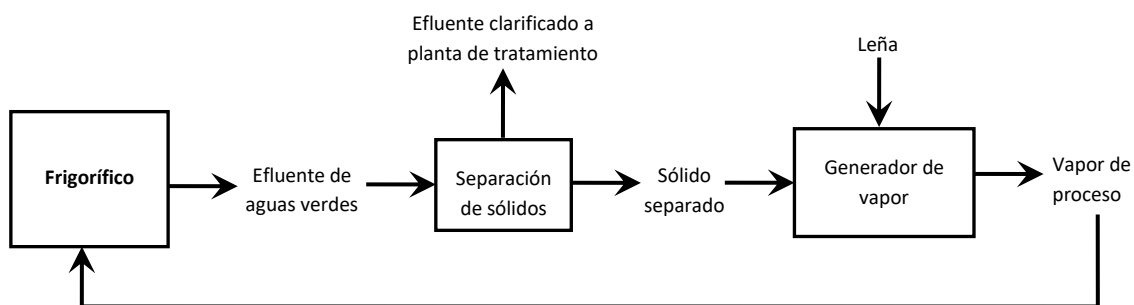 Efluente clarificado a
planta de tratamiento
Leña
Frigorífico
Efluente de
aguas verdes
Separación
de sólidos
Sólido
separado
Generador de
vapor
Vapor de
proceso